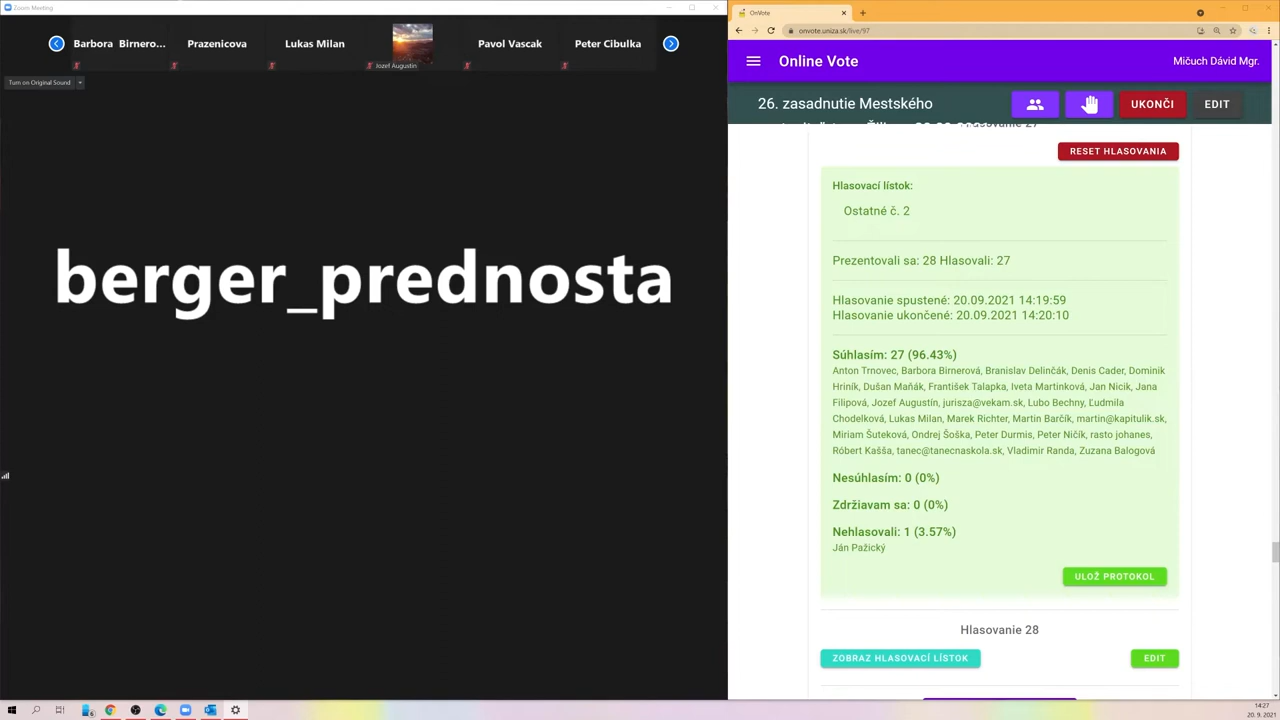 Zoom Meeting
Barbora Birnero...
Prazenicova
Lukas Milan
Jozef Augustin
Pavol Vascak
Peter Cibulka
Turn on Original Sound
berger_prednosta
OnVote
onvote.uniza.sk/live/97
Online Vote
Mičuch Dávid Mgr.
26. zasadnutie Mestského
UKONČI
EDIT
Hlasovanie 27
RESET HLASOVANIA
Hlasovací lístok:
Ostatné č. 2
Prezentovali sa: 28 Hlasovali: 27
Hlasovanie spustené: 20.09.2021 14:19:59
Hlasovanie ukončené: 20.09.2021 14:20:10
Súhlasím: 27 (96.43%)
Anton Trnovec, Barbora Birnerová, Branislav Delinčák, Denis Cader, Dominik
Hriník, Dušan Maňák, František Talapka, Iveta Martinková, Jan Nicik, Jana
Filipová, Jozef Augustín, jurisza@vekam.sk, Lubo Bechny, Ľudmila
Chodelková, Lukas Milan, Marek Richter, Martin Barčík, martin@kapitulik.sk,
Miriam Šuteková, Ondrej Šoška, Peter Durmis, Peter Ničík, rasto johanes,
Róbert Kašša, tanec@tanecnaskola.sk, Vladimir Randa, Zuzana Balogová
Nesúhlasím: 0 (0%)
Zdržiavam sa: 0 (0%)
Nehlasovali: 1 (3.57%)
Ján Pažický
ULOŽ PROTOKOL
Hlasovanie 28
ZOBRAZ HLASOVACÍ LÍSTOK
EDIT
14:27
20. 9. 2021